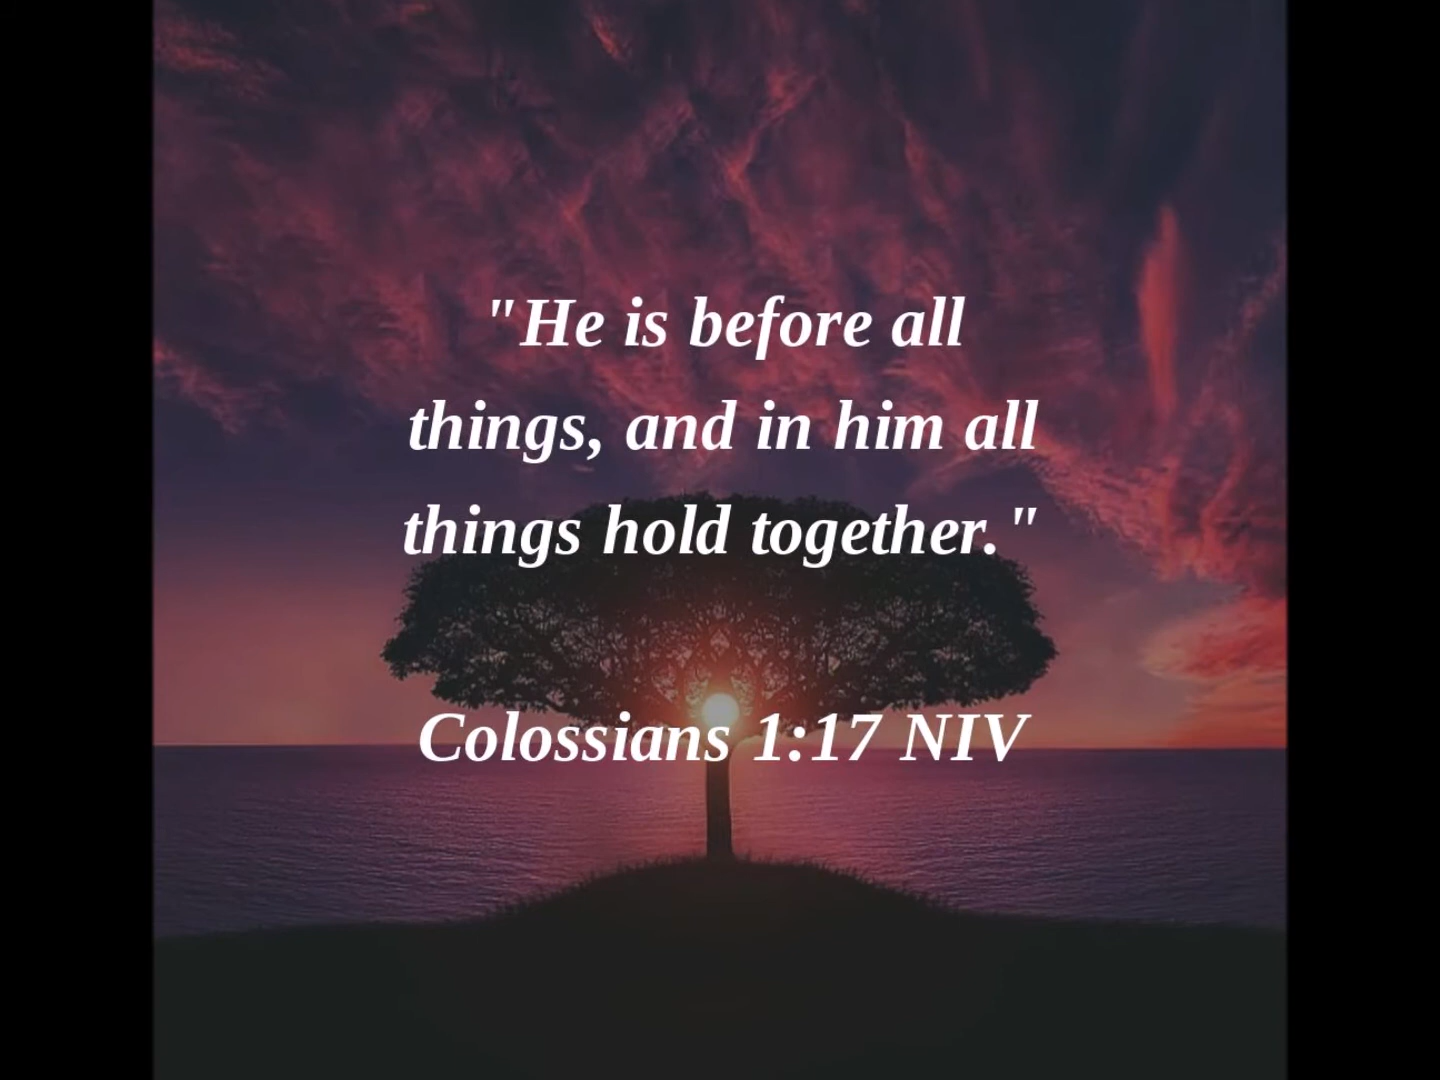 "He is before all
things, and in him all
things hold together."
Colossians 1:17 NIV